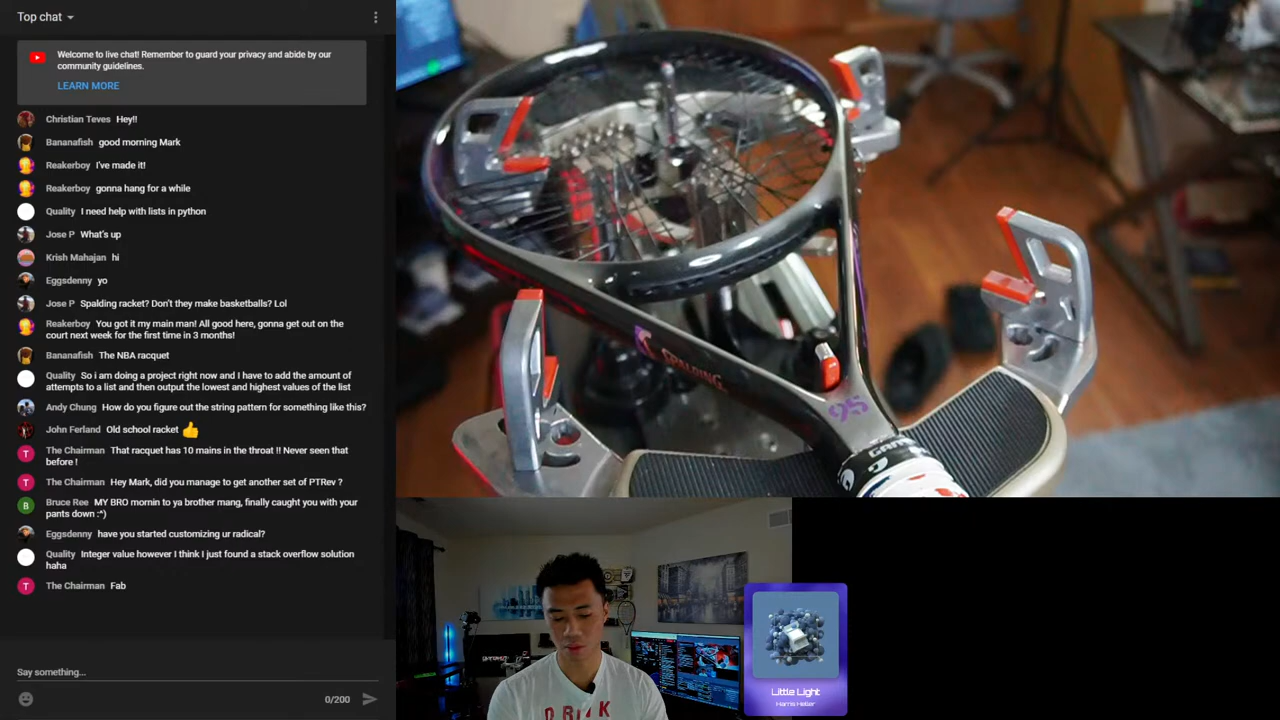 Top chat
Welcome to live chat! Remember to guard your privacy and abide by our
community guidelines.
LEARN MORE
Christian Teves Hey!!
Bananafish good morning Mark
Reakerboy I've made it!
Reakerboy gonna hang for a while
Quality I need help with lists in python
Jose P What's up
Krish Mahajan hi
Eggsdenny yo
Jose P Spalding racket? Don't they make basketballs? Lol
Reakerboy You got it my main man! All good here, gonna get out on the
court next week for the first time in 3 months!
Bananafish The NBA racquet
Quality So i am doing a project right now and I have to add the amount of
attempts to a list and then output the lowest and highest values of the list
Andy Chung How do you figure out the string pattern for something like this?
John Ferland Old school racket 👍
T The Chairman That racquet has 10 mains in the throat !! Never seen that
before !
T The Chairman Hey Mark, did you manage to get another set of PTRev ?
B Bruce Ree MY BRO mornin to ya brother mang, finally caught you with your
pants down :^)
Eggsdenny have you started customizing ur radical?
Quality Integer value however I think I just found a stack overflow solution
haha
T The Chairman Fab
Say something...
0/200
SPALDING
95
Little Light
Harris Heller